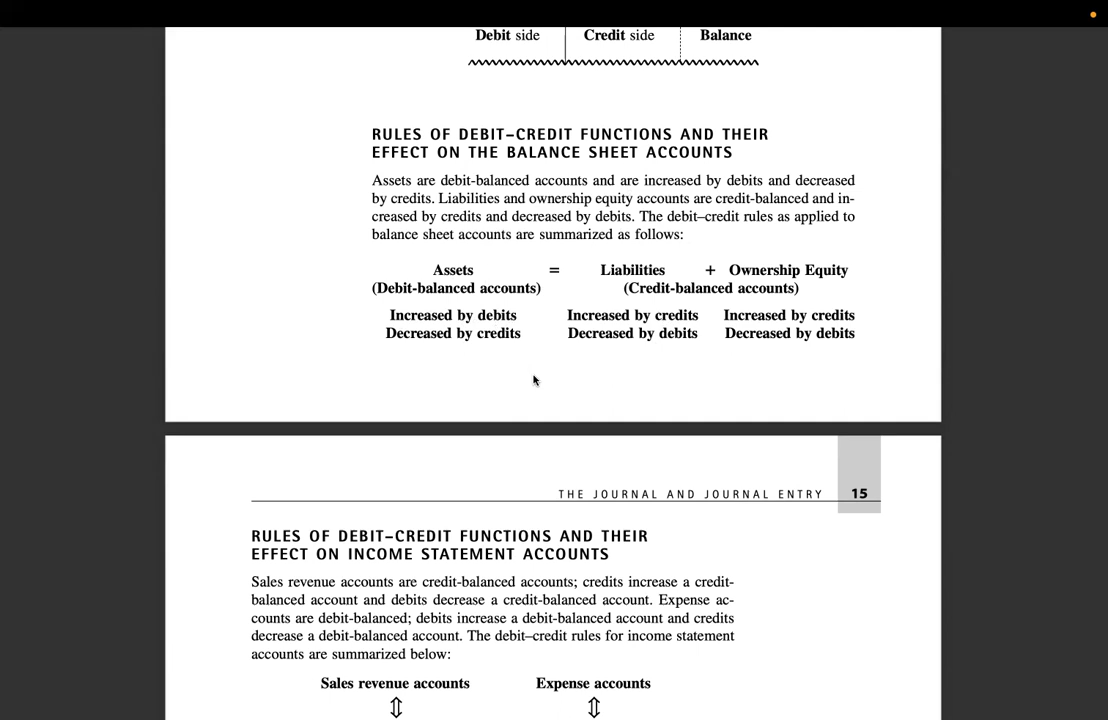 Debit side Credit side Balance
RULES OF DEBIT–CREDIT FUNCTIONS AND THEIR
EFFECT ON THE BALANCE SHEET ACCOUNTS
Assets are debit-balanced accounts and are increased by debits and decreased
by credits. Liabilities and ownership equity accounts are credit-balanced and in-
creased by credits and decreased by debits. The debit–credit rules as applied to
balance sheet accounts are summarized as follows:
Assets = Liabilities + Ownership Equity
(Debit-balanced accounts) (Credit-balanced accounts)
Increased by debits Increased by credits Increased by credits
Decreased by credits Decreased by debits Decreased by debits
THE JOURNAL AND JOURNAL ENTRY 15
RULES OF DEBIT–CREDIT FUNCTIONS AND THEIR
EFFECT ON INCOME STATEMENT ACCOUNTS
Sales revenue accounts are credit-balanced accounts; credits increase a credit-
balanced account and debits decrease a credit-balanced account. Expense ac-
counts are debit-balanced; debits increase a debit-balanced account and credits
decrease a debit-balanced account. The debit–credit rules for income statement
accounts are summarized below:
Sales revenue accounts Expense accounts